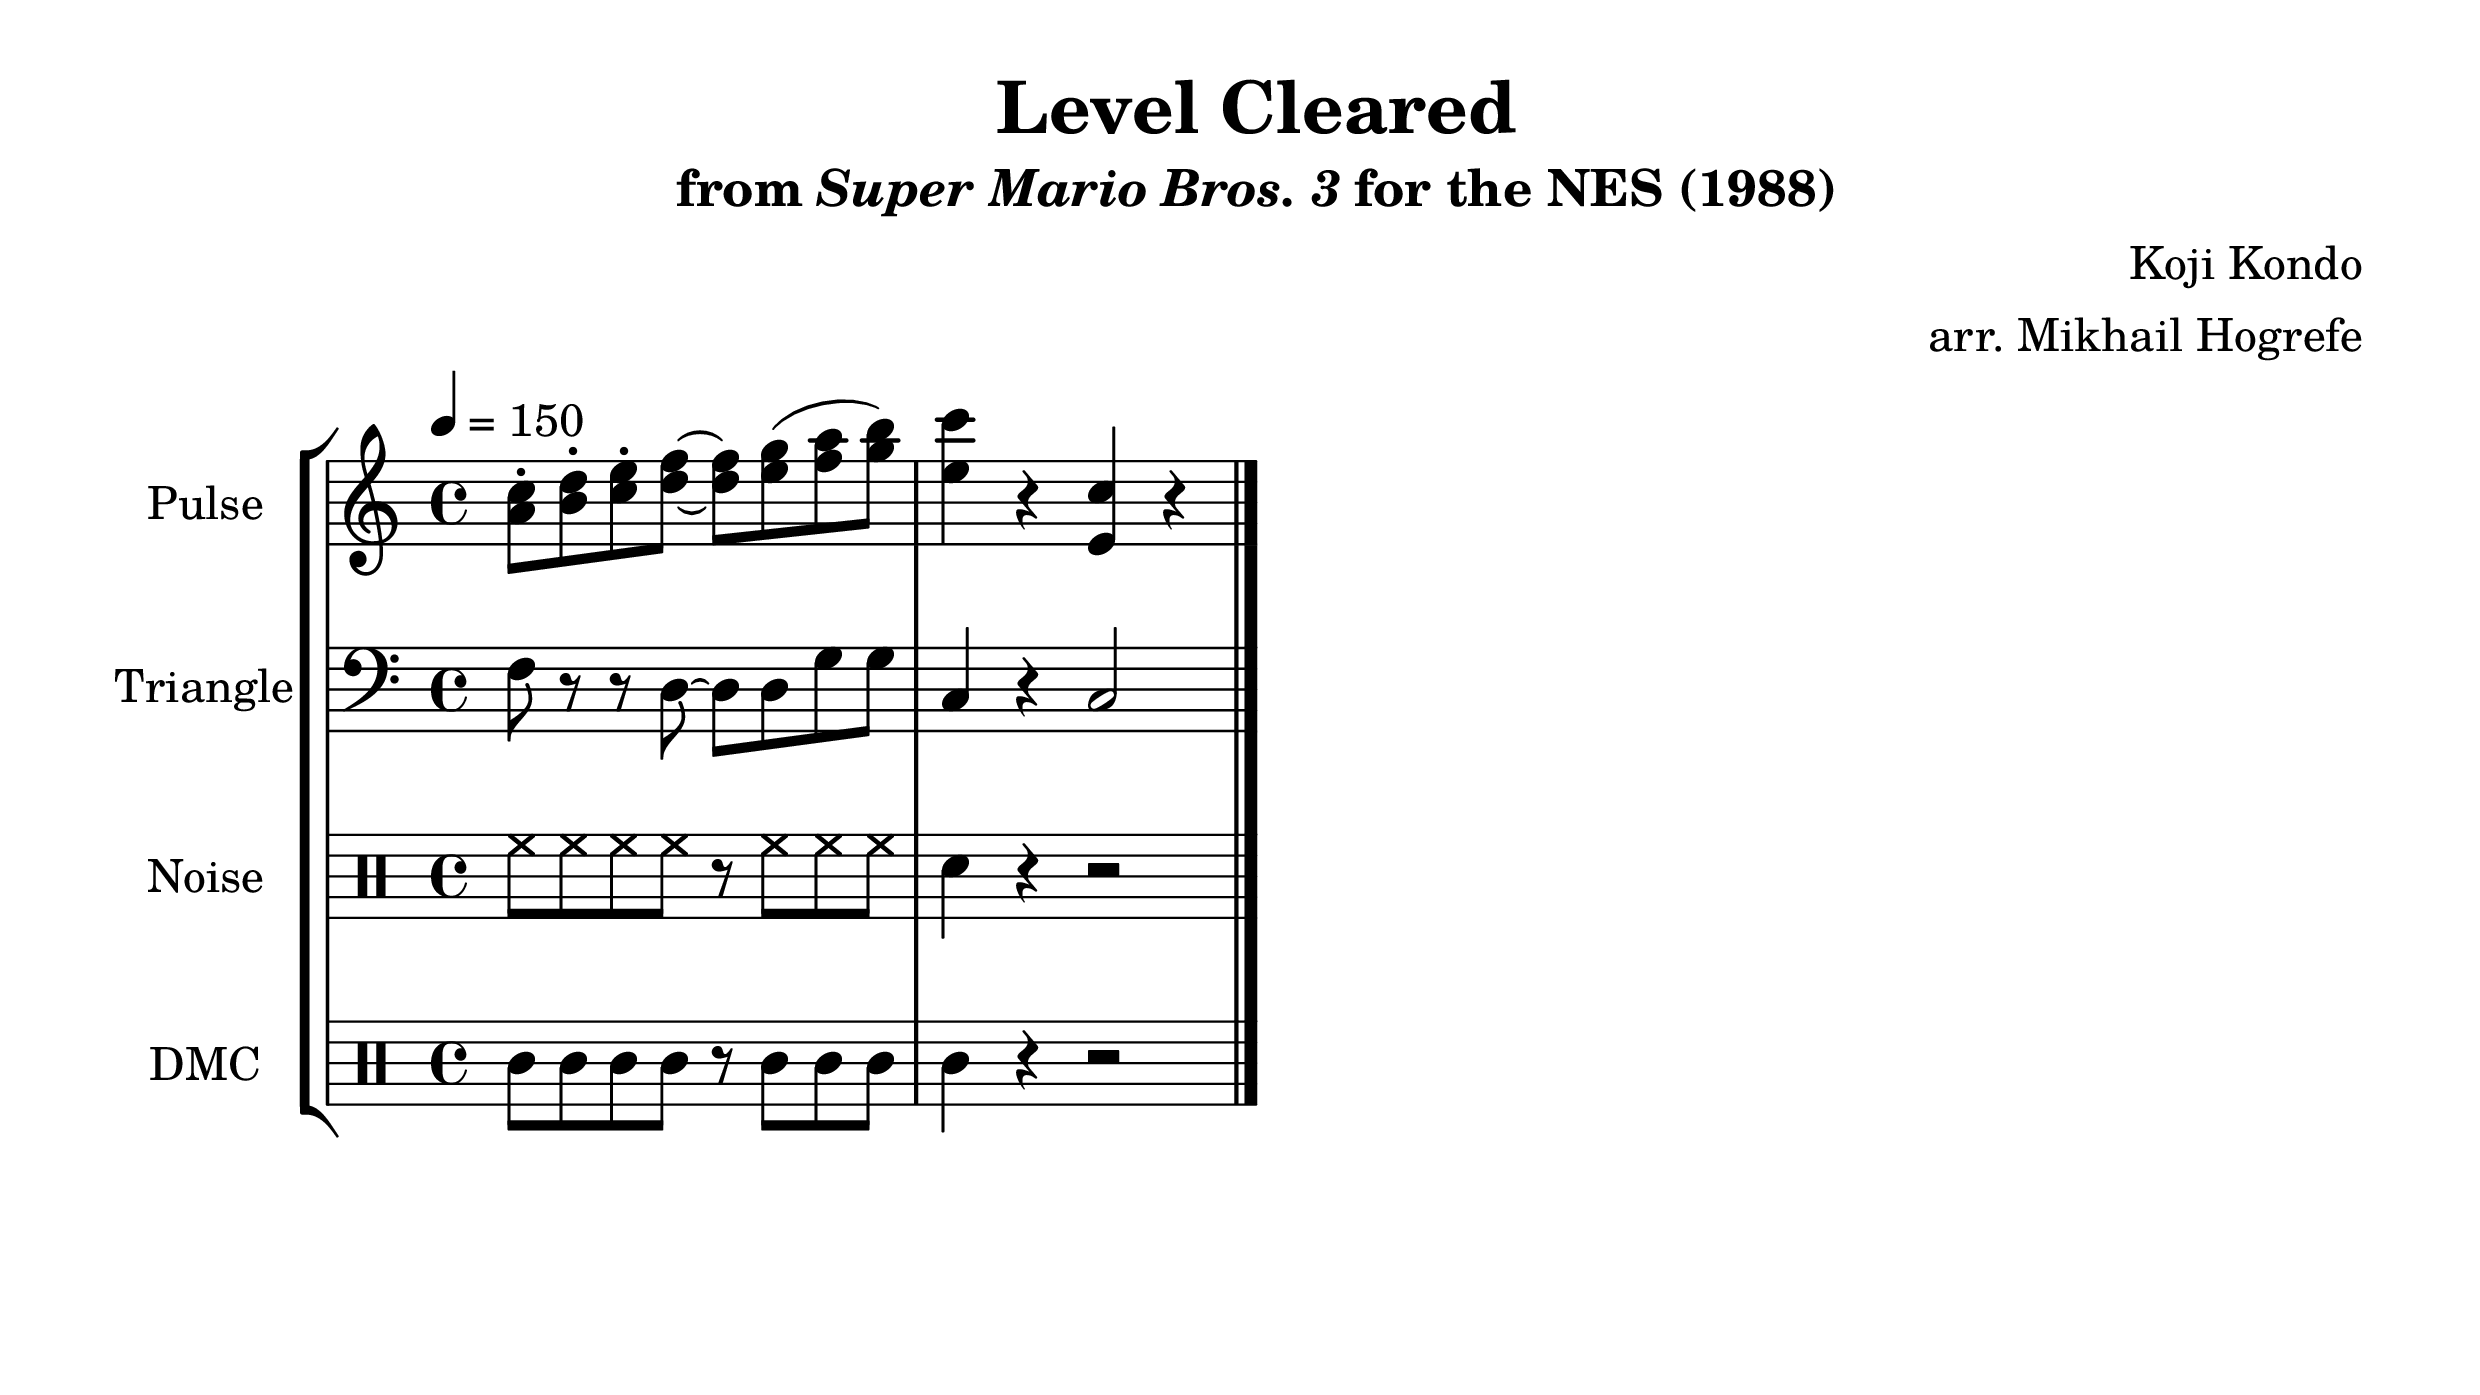 Level Cleared
from Super Mario Bros. 3 for the NES (1988)
Koji Kondo
arr. Mikhail Hogrefe
= 150
Pulse
Triangle
Noise
DMC